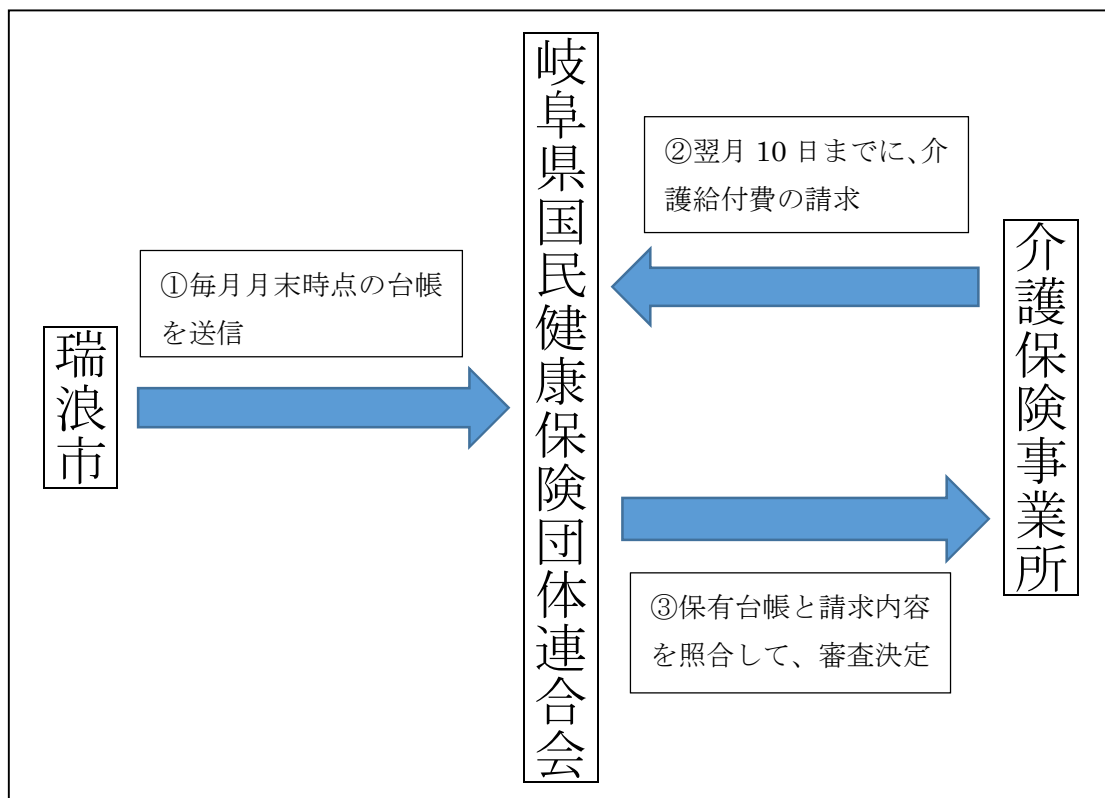 瑞浪市
①毎月月末時点の台帳
を送信
岐阜県国民健康保険団体連合会
②翌月 10 日までに、介
護給付費の請求
③保有台帳と請求内容
を照合して、審査決定
介護保険事業所